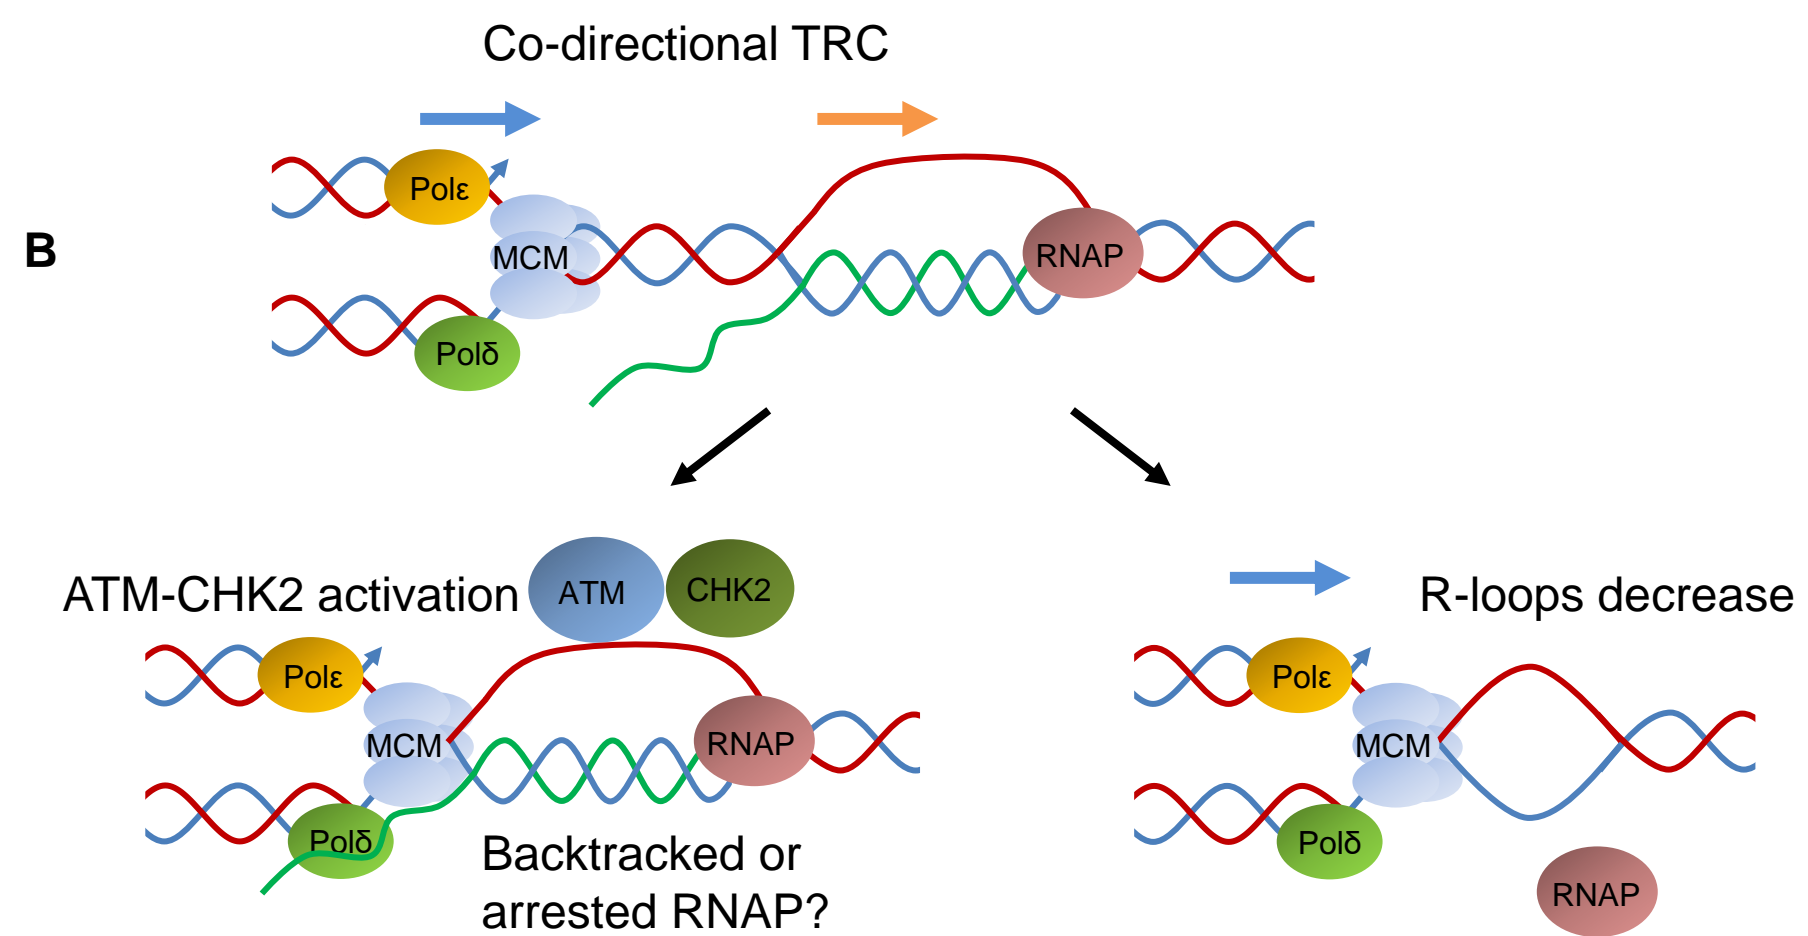 Co-directional TRC
Polε
B
MCM
RNAP
Polδ
ATM-CHK2 activation
ATM
CHK2
R-loops decrease
Polε
MCM
RNAP
Polδ
Backtracked or
arrested RNAP?
Polε
MCM
Polδ
RNAP